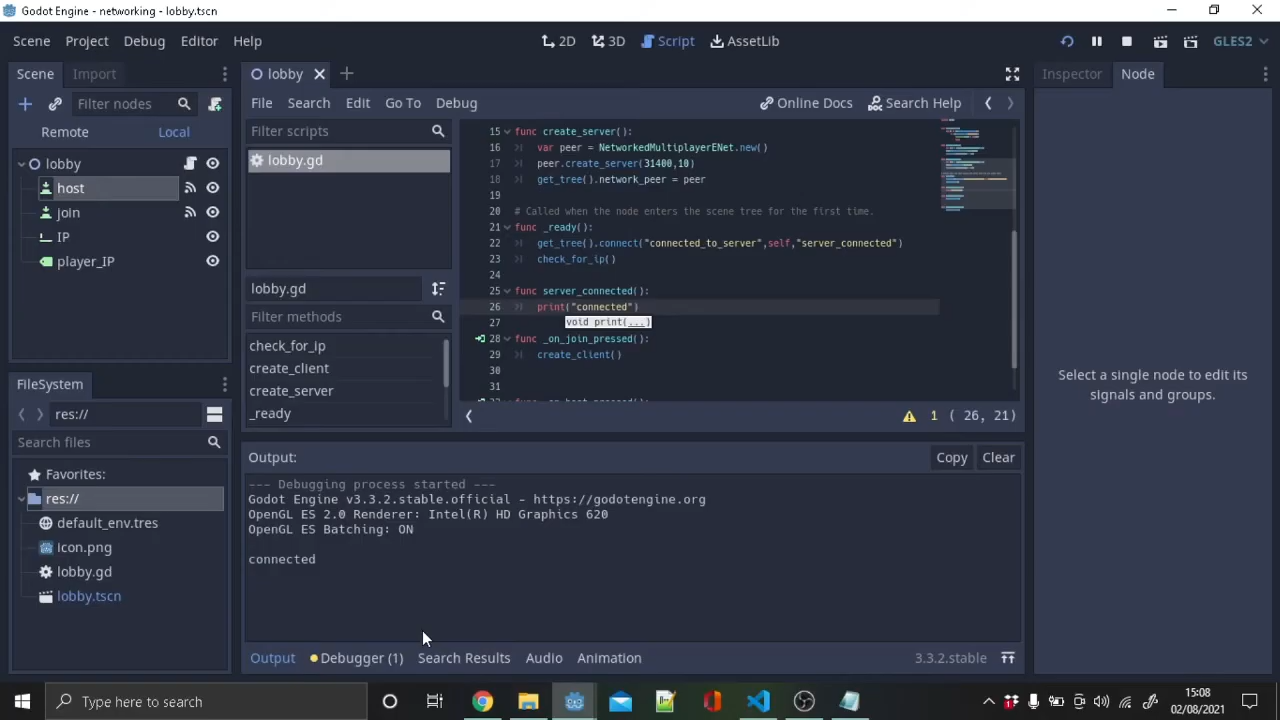 Godot Engine - networking - lobby.tscn
Scene Project Debug Editor Help
2D 3D Script AssetLib
GLES2
Scene Import
Filter nodes
Remote Local
lobby
host
join
IP
player_IP
FileSystem
res://
Search files
Favorites:
res://
default_env.tres
icon.png
lobby.gd
lobby.tscn
lobby
File Search Edit Go To Debug
Online Docs Search Help
Filter scripts
lobby.gd
lobby.gd
Filter methods
check_for_ip
create_client
create_server
_ready
15 func create_server():
16 var peer = NetworkedMultiplayerENet.new()
17 peer.create_server(31400,10)
18 get_tree().network_peer = peer
19
20 # Called when the node enters the scene tree for the first time.
21 func _ready():
22 get_tree().connect("connected_to_server",self,"server_connected")
23 check_for_ip()
24
25 func server_connected():
26 print("connected")
void print(...)
27
28 func _on_join_pressed():
29 create_client()
30
31
1 ( 26, 21)
Output:
Copy Clear
--- Debugging process started ---
Godot Engine v3.3.2.stable.official - https://godotengine.org
OpenGL ES 2.0 Renderer: Intel(R) HD Graphics 620
OpenGL ES Batching: ON
connected
Output Debugger (1) Search Results Audio Animation
3.3.2.stable
Inspector Node
Select a single node to edit its
signals and groups.
Type here to search
15:08
02/08/2021